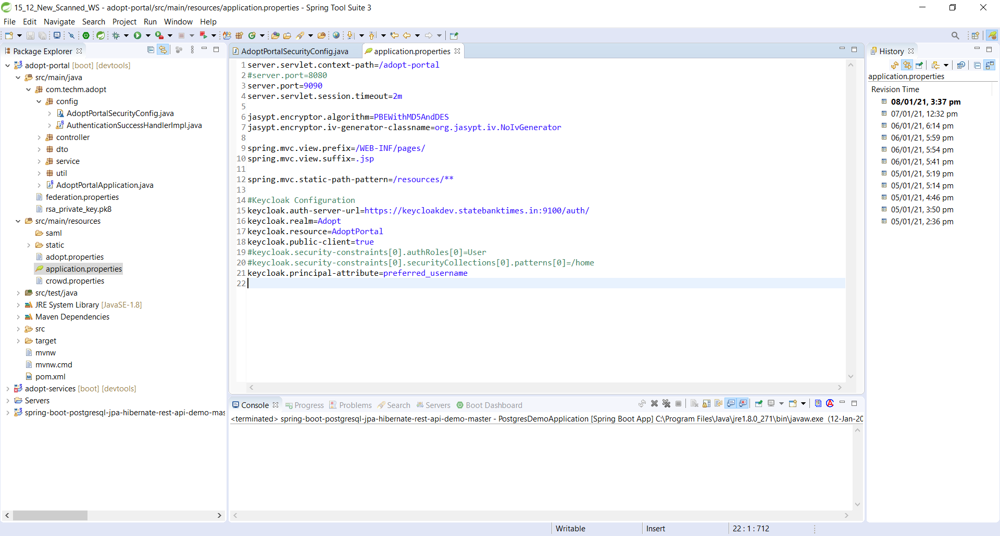 15_12_New_Scanned_WS - adopt-portal/src/main/resources/application.properties - Spring Tool Suite 3
File Edit Navigate Search Project Run Window Help
Package Explorer
adopt-portal [boot] [devtools]
src/main/java
com.techm.adopt
config
AdoptPortalSecurityConfig.java
AuthenticationSuccessHandlerImpl.java
controller
dto
service
util
AdoptPortalApplication.java
federation.properties
rsa_private_key.pk8
src/main/resources
saml
static
adopt.properties
application.properties
crowd.properties
src/test/java
JRE System Library [JavaSE-1.8]
Maven Dependencies
src
target
mvnw
mvnw.cmd
pom.xml
adopt-services [boot] [devtools]
Servers
spring-boot-postgresql-jpa-hibernate-rest-api-demo-mas
AdoptPortalSecurityConfig.java application.properties
1 server.servlet.context-path=/adopt-portal
2 #server.port=8080
3 server.port=9090
4 server.servlet.session.timeout=2m
5
6 jasypt.encryptor.algorithm=PBEWithMD5AndDES
7 jasypt.encryptor.iv-generator-classname=org.jasypt.iv.NoIvGenerator
8
9 spring.mvc.view.prefix=/WEB-INF/pages/
10 spring.mvc.view.suffix=.jsp
11
12 spring.mvc.static-path-pattern=/resources/**
13
14 #Keycloak Configuration
15 keycloak.auth-server-url=https://keycloakdev.statebanktimes.in:9100/auth/
16 keycloak.realm=Adopt
17 keycloak.resource=AdoptPortal
18 keycloak.public-client=true
19 #keycloak.security-constraints[0].authRoles[0]=User
20 #keycloak.security-constraints[0].securityCollections[0].patterns[0]=/home
21 keycloak.principal-attribute=preferred_username
22
Console Progress Problems Search Servers Boot Dashboard
<terminated> spring-boot-postgresql-jpa-hibernate-rest-api-demo-master - PostgresDemoApplication [Spring Boot App] C:\Program Files\Java\jre1.8.0_271\bin\javaw.exe (12-Jan-20
History
application.properties
Revision Time
08/01/21, 3:37 pm
07/01/21, 12:32 pm
06/01/21, 6:14 pm
06/01/21, 5:59 pm
06/01/21, 5:54 pm
06/01/21, 5:41 pm
05/01/21, 5:19 pm
05/01/21, 5:14 pm
05/01/21, 4:46 pm
05/01/21, 3:50 pm
05/01/21, 2:36 pm
Writable Insert 22 : 1 : 712